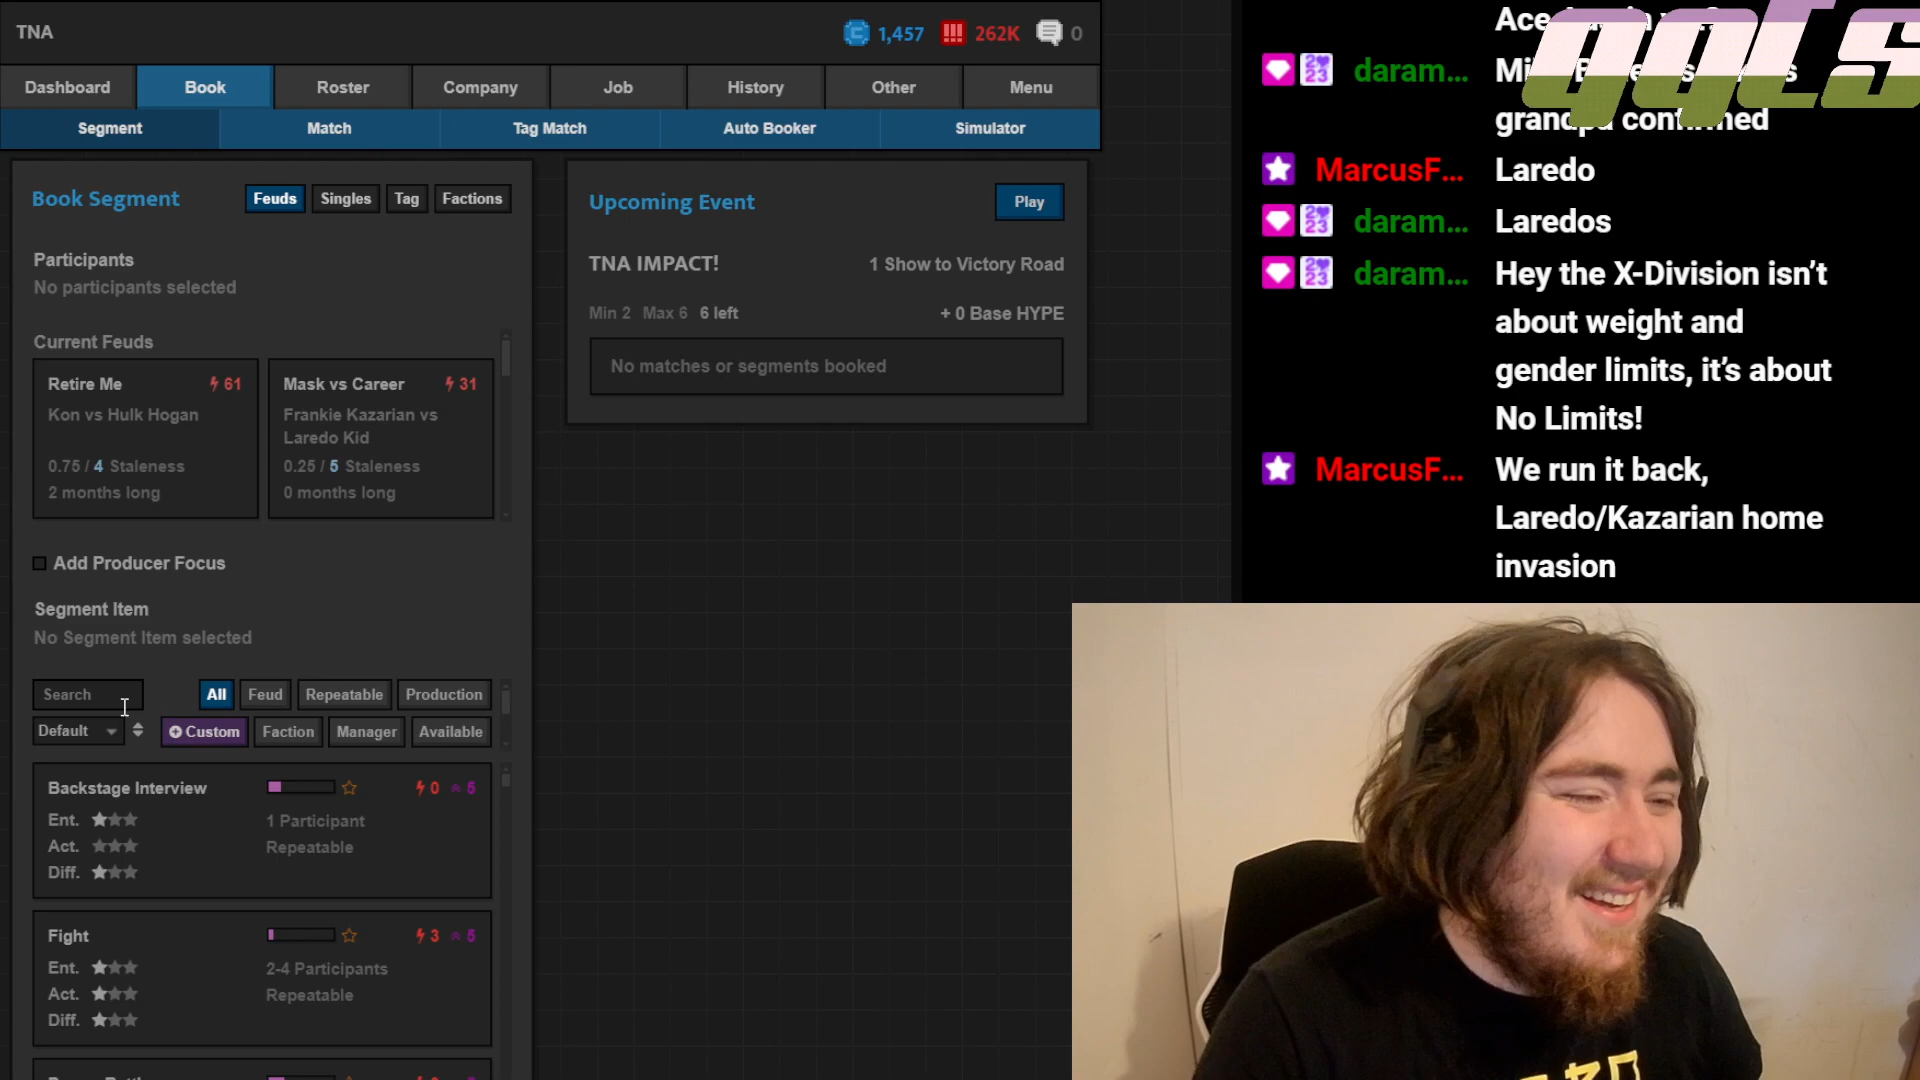 TNA
1,457
262K
0
Dashboard
Book
Roster
Company
Job
History
Other
Menu
Segment
Match
Tag Match
Auto Booker
Simulator
Book Segment
Feuds
Singles
Tag
Factions
Participants
No participants selected
Current Feuds
Retire Me
61
Kon vs Hulk Hogan
0.75 / 4 Staleness
2 months long
Mask vs Career
31
Frankie Kazarian vs
Laredo Kid
0.25 / 5 Staleness
0 months long
Add Producer Focus
Segment Item
No Segment Item selected
Search
All
Feud
Repeatable
Production
Default
Custom
Faction
Manager
Available
Backstage Interview
0
5
Ent.
1 Participant
Act.
Repeatable
Diff.
Fight
3
5
Ent.
2-4 Participants
Act.
Repeatable
Diff.
Upcoming Event
Play
TNA IMPACT!
1 Show to Victory Road
Min 2 Max 6 6 left
+ 0 Base HYPE
No matches or segments booked
daram...
grandpa confirmed
MarcusF... Laredo
daram... Laredos
daram... Hey the X-Division isn't
about weight and
gender limits, it's about
No Limits!
MarcusF... We run it back,
Laredo/Kazarian home
invasion